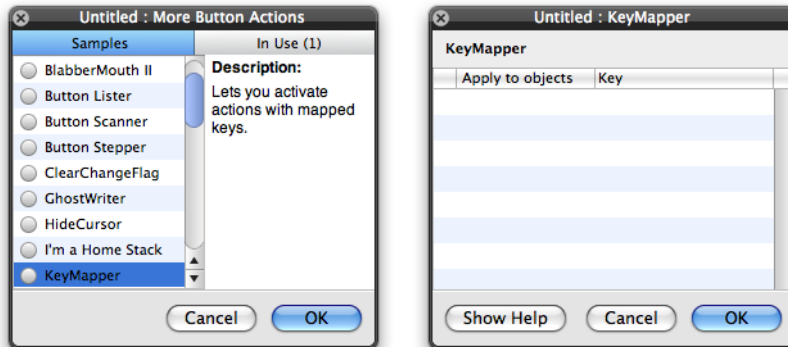 Untitled : More Button Actions
Samples
In Use (1)
BlabberMouth II
Button Lister
Button Scanner
Button Stepper
ClearChangeFlag
GhostWriter
HideCursor
I'm a Home Stack
KeyMapper
Description:
Lets you activate
actions with mapped
keys.
Cancel
OK
Untitled : KeyMapper
KeyMapper
Apply to objects
Key
Show Help
Cancel
OK